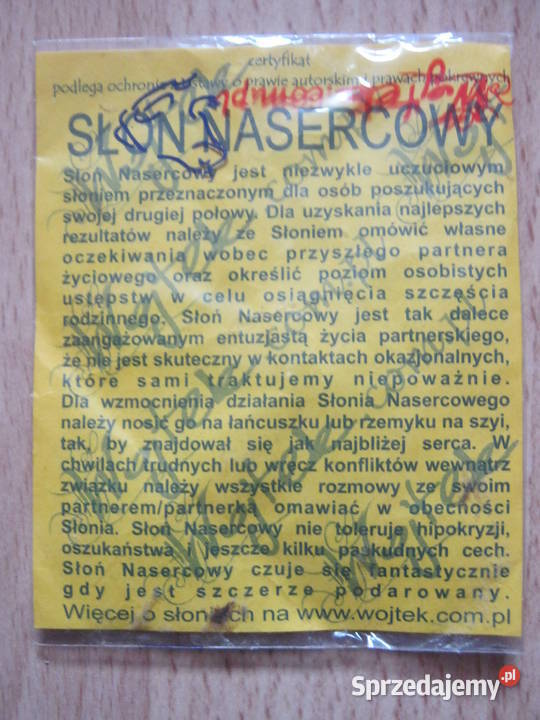 certyfikat
podlega ochronie ustawy o prawie autorskim i prawach pokrewnych
SŁOŃ NASERCOWY
Słoń Nasercowy jest niezwykle uczuciowym
słoniem przeznaczonym dla osób poszukujących
swojej drugiej połowy. Dla uzyskania najlepszych
rezultatów należy ze Słoniem omówić własne
oczekiwania wobec przyszłego partnera
życiowego oraz określić poziom osobistych
ustępstw w celu osiągnięcia szczęścia
rodzinnego. Słoń Nasercowy jest tak dalece
zaangażowanym entuzjastą życia partnerskiego,
że nie jest skuteczny w kontaktach okazjonalnych,
które sami traktujemy niepoważnie.
Dla wzmocnienia działania Słonia Nasercowego
należy nosić go na łańcuszku lub rzemyku na szyi,
tak, by znajdował się jak najbliżej serca. W
chwilach trudnych lub wręcz konfliktów wewnątrz
związku należy wszystkie rozmowy ze swoim
partnerem/partnerką omawiać w obecności
Słonia. Słoń Nasercowy nie toleruje hipokryzji,
oszukaństwa i jeszcze kilku paskudnych cech.
Słoń Nasercowy czuje się fantastycznie
gdy jest szczerze podarowany.
Więcej o słoniach na www.wojtek.com.pl
Sprzedajemy.pl